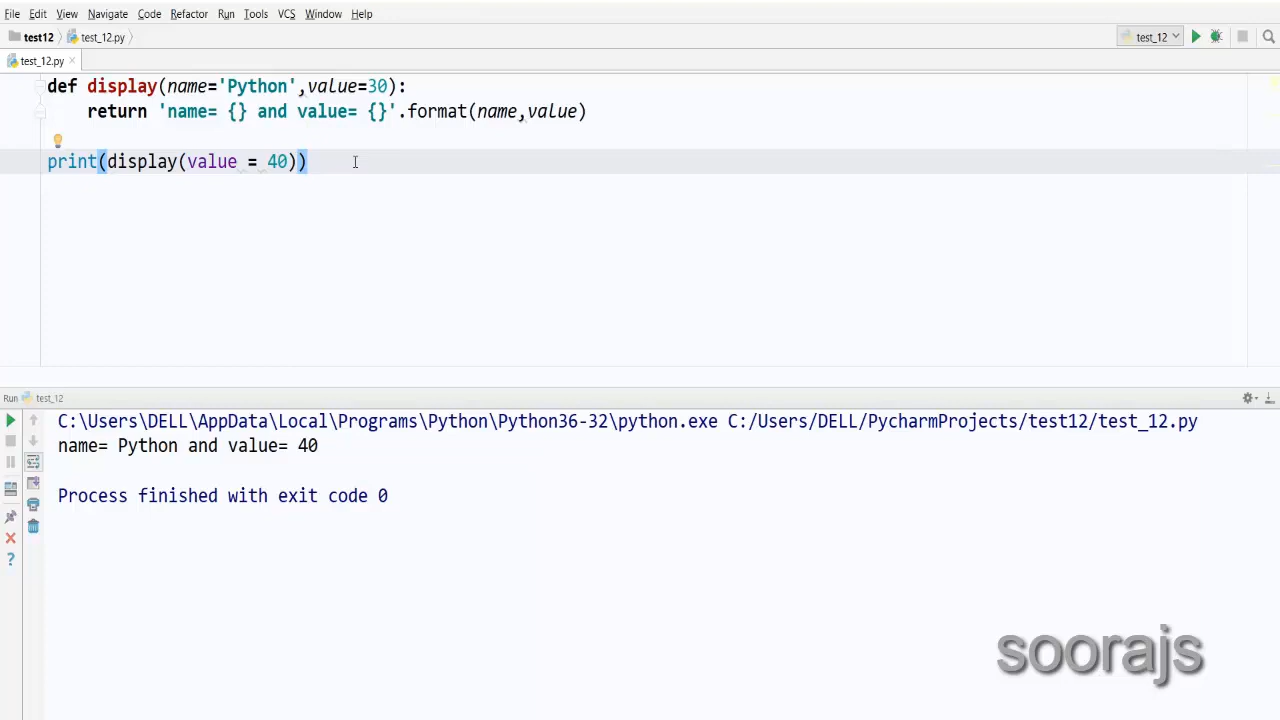 File Edit View Navigate Code Refactor Run Tools VCS Window Help
test12 test_12.py test_12
test_12.py
def display(name='Python',value=30):
return 'name= {} and value= {}'.format(name,value)
print(display(value = 40))
Run test_12
C:\Users\DELL\AppData\Local\Programs\Python\Python36-32\python.exe C:/Users/DELL/PycharmProjects/test12/test_12.py
name= Python and value= 40
Process finished with exit code 0
?
soorajs